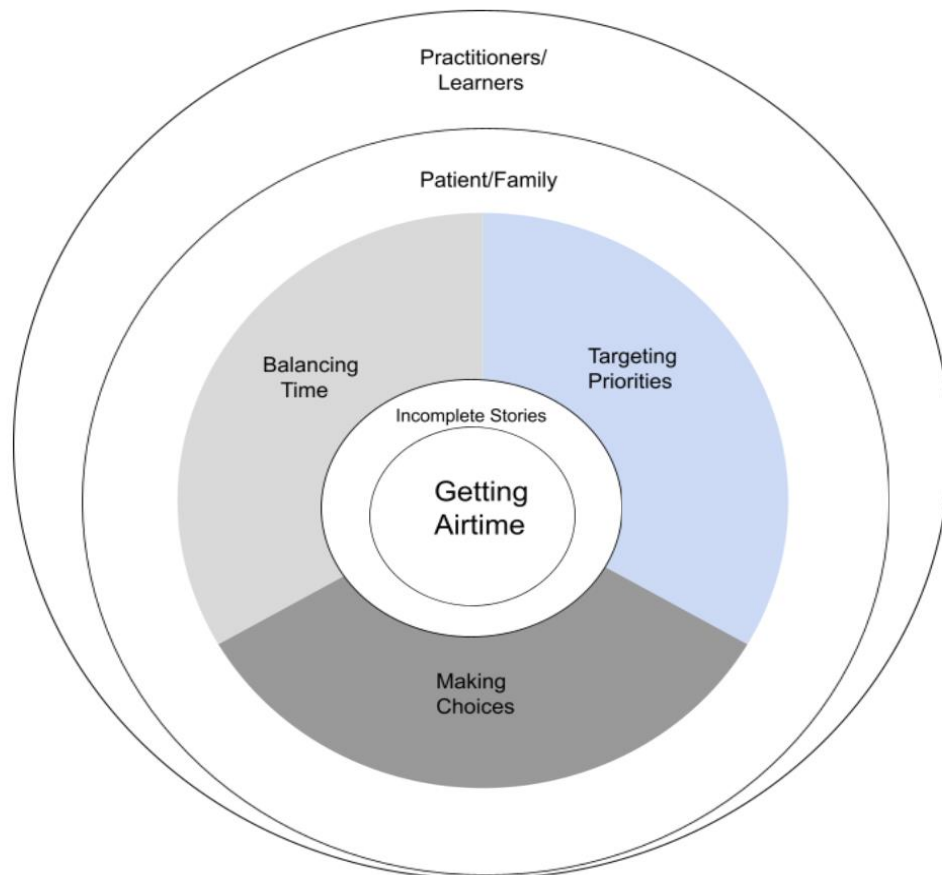 Practitioners/
Learners
Patient/Family
Balancing
Time
Targeting
Priorities
Incomplete Stories
Getting
Airtime
Making
Choices